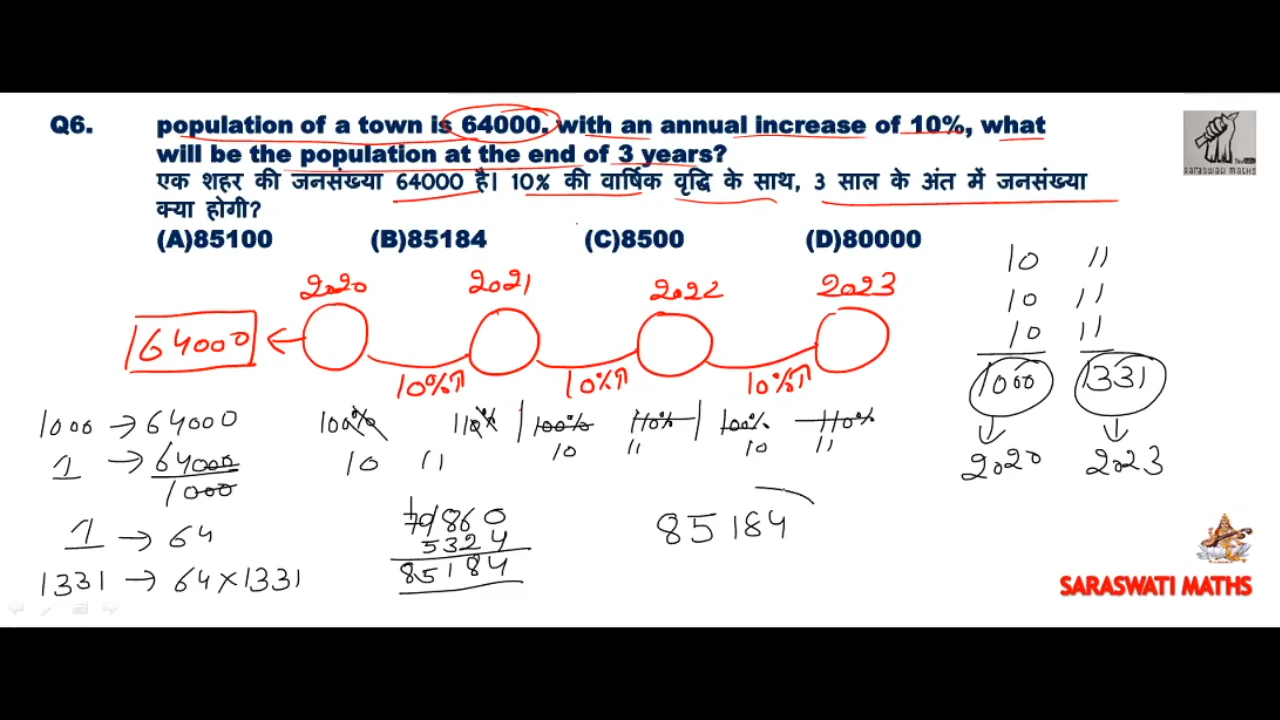 Q6. population of a town is 64000. with an annual increase of 10%, what
will be the population at the end of 3 years?
एक शहर की जनसंख्या 64000 है। 10% की वार्षिक वृद्धि के साथ, 3 साल के अंत में जनसंख्या
क्या होगी?
(A)85100 (B)85184 (C)8500 (D)80000
SARASWATI MATHS
10 11
10 11
10 11
1000 1331
2020 2023
2020 2021 2022 2023
64000
10%↑ 10%↑ 10%↑
1000 → 64000
100% 110% 100% 110% 100% 110%
10 11 10 11 10 11
1 → 64000
1000
1 → 64
1331 → 64×1331
79860
5324
85184
85184
SARASWATI MATHS